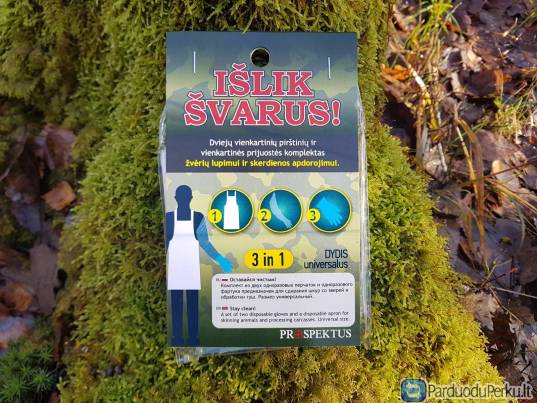 IŠLIK
ŠVARUS!
Dviejų vienkartinių pirštinių ir
vienkartinės prijuostės komplektas
žvėrių lupimui ir skerdienos apdorojimui.
1
2
3
3 in 1
DYDIS
universalus
Оставайся чистым!
Комплект из двух одноразовых перчаток и одноразового
фартука предназначен для сдирания шкур со зверей и
обработки туш. Размер универсальный.
Stay clean!
A set of two disposable gloves and a disposable apron for
skinning animals and processing carcasses. Universal size.
PROSPEKTUS
ParduoduPerku.lt